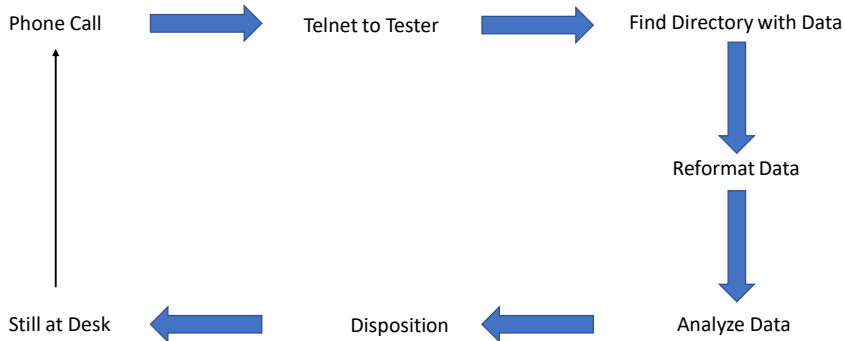 Phone Call
Telnet to Tester
Find Directory with Data
Reformat Data
Analyze Data
Disposition
Still at Desk